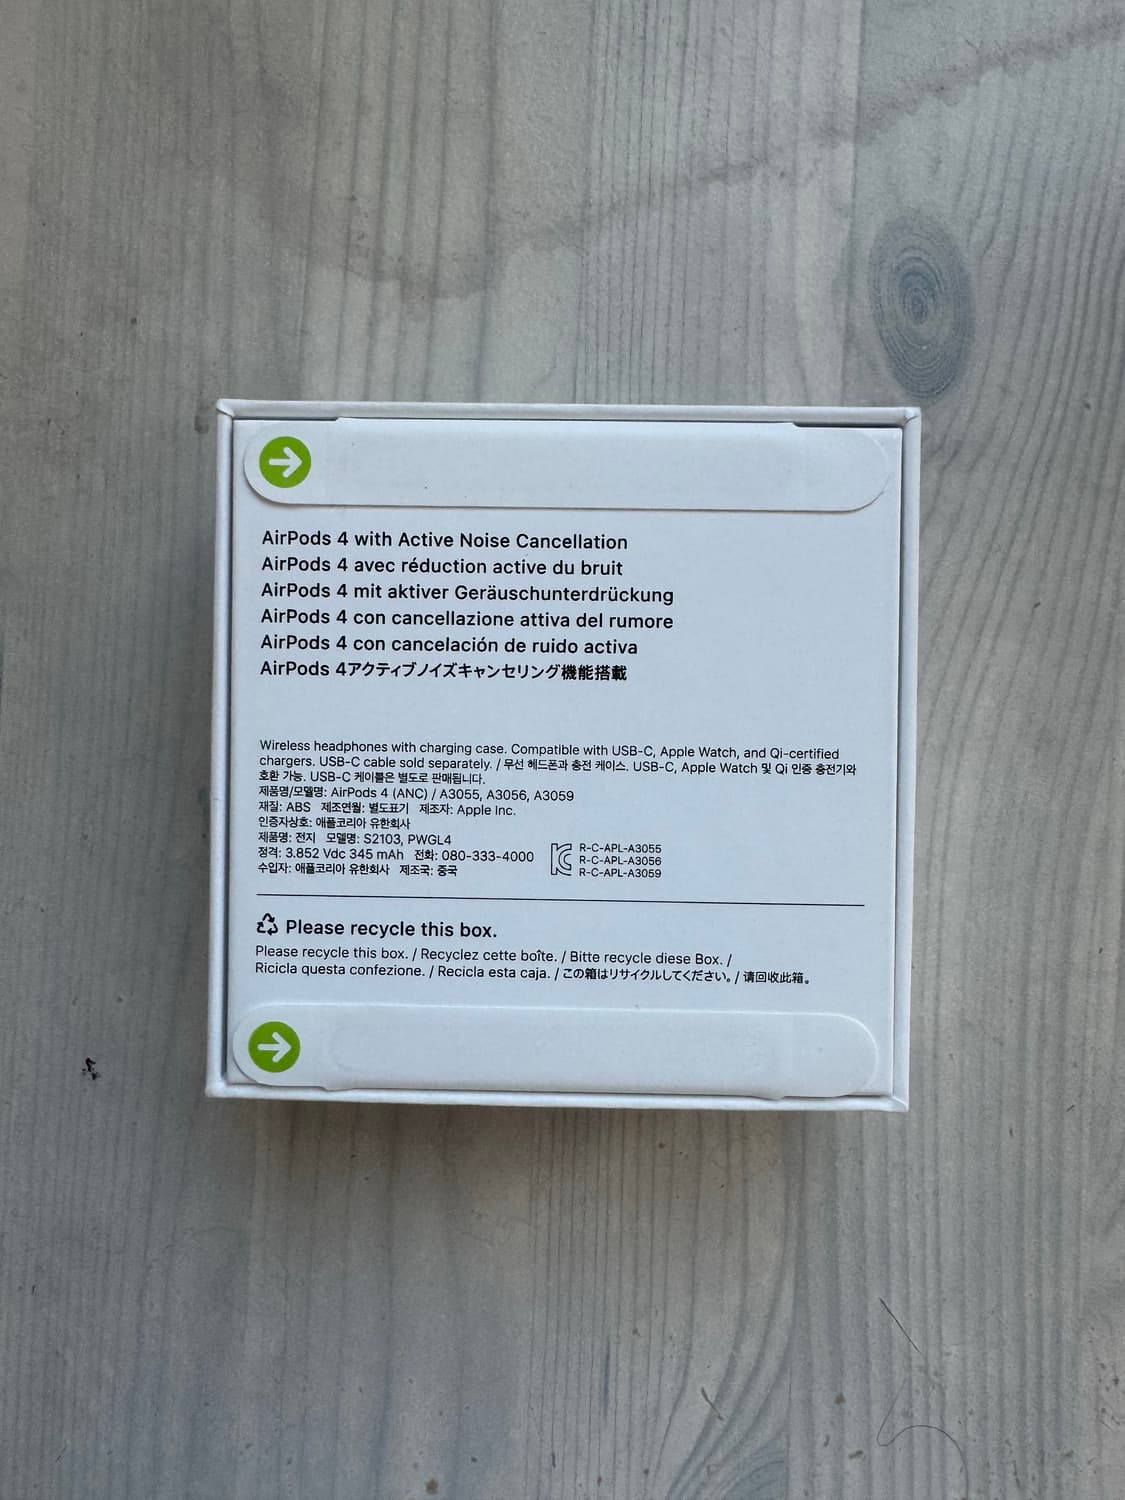 AirPods 4 with Active Noise Cancellation
AirPods 4 avec réduction active du bruit
AirPods 4 mit aktiver Geräuschunterdrückung
AirPods 4 con cancellazione attiva del rumore
AirPods 4 con cancelación de ruido activa
AirPods 4アクティブノイズキャンセリング機能搭載
Wireless headphones with charging case. Compatible with USB-C, Apple Watch, and Qi-certified
chargers. USB-C cable sold separately. / 무선 헤드폰과 충전 케이스. USB-C, Apple Watch 및 Qi 인증 충전기와
호환 가능. USB-C 케이블은 별도로 판매됩니다.
제품명/모델명: AirPods 4 (ANC) / A3055, A3056, A3059
재질: ABS 제조연월: 별도표기 제조자: Apple Inc.
인증자상호: 애플코리아 유한회사
제품명: 전지 모델명: S2103, PWGL4
정격: 3.852 Vdc 345 mAh 전화: 080-333-4000
수입자: 애플코리아 유한회사 제조국: 중국
R-C-APL-A3055
R-C-APL-A3056
R-C-APL-A3059
Please recycle this box.
Please recycle this box. / Recyclez cette boîte. / Bitte recycle diese Box. /
Ricicla questa confezione. / Recicla esta caja. / この箱はリサイクルしてください。/ 请回收此箱。